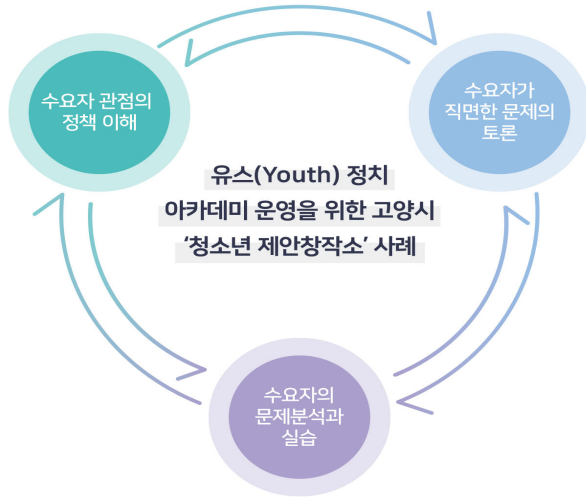 수요자 관점의
정책 이해
수요자가
직면한 문제의
토론
유스(Youth) 정치
아카데미 운영을 위한 고양시
‘청소년 제안창작소’ 사례
수요자의
문제분석과
실습